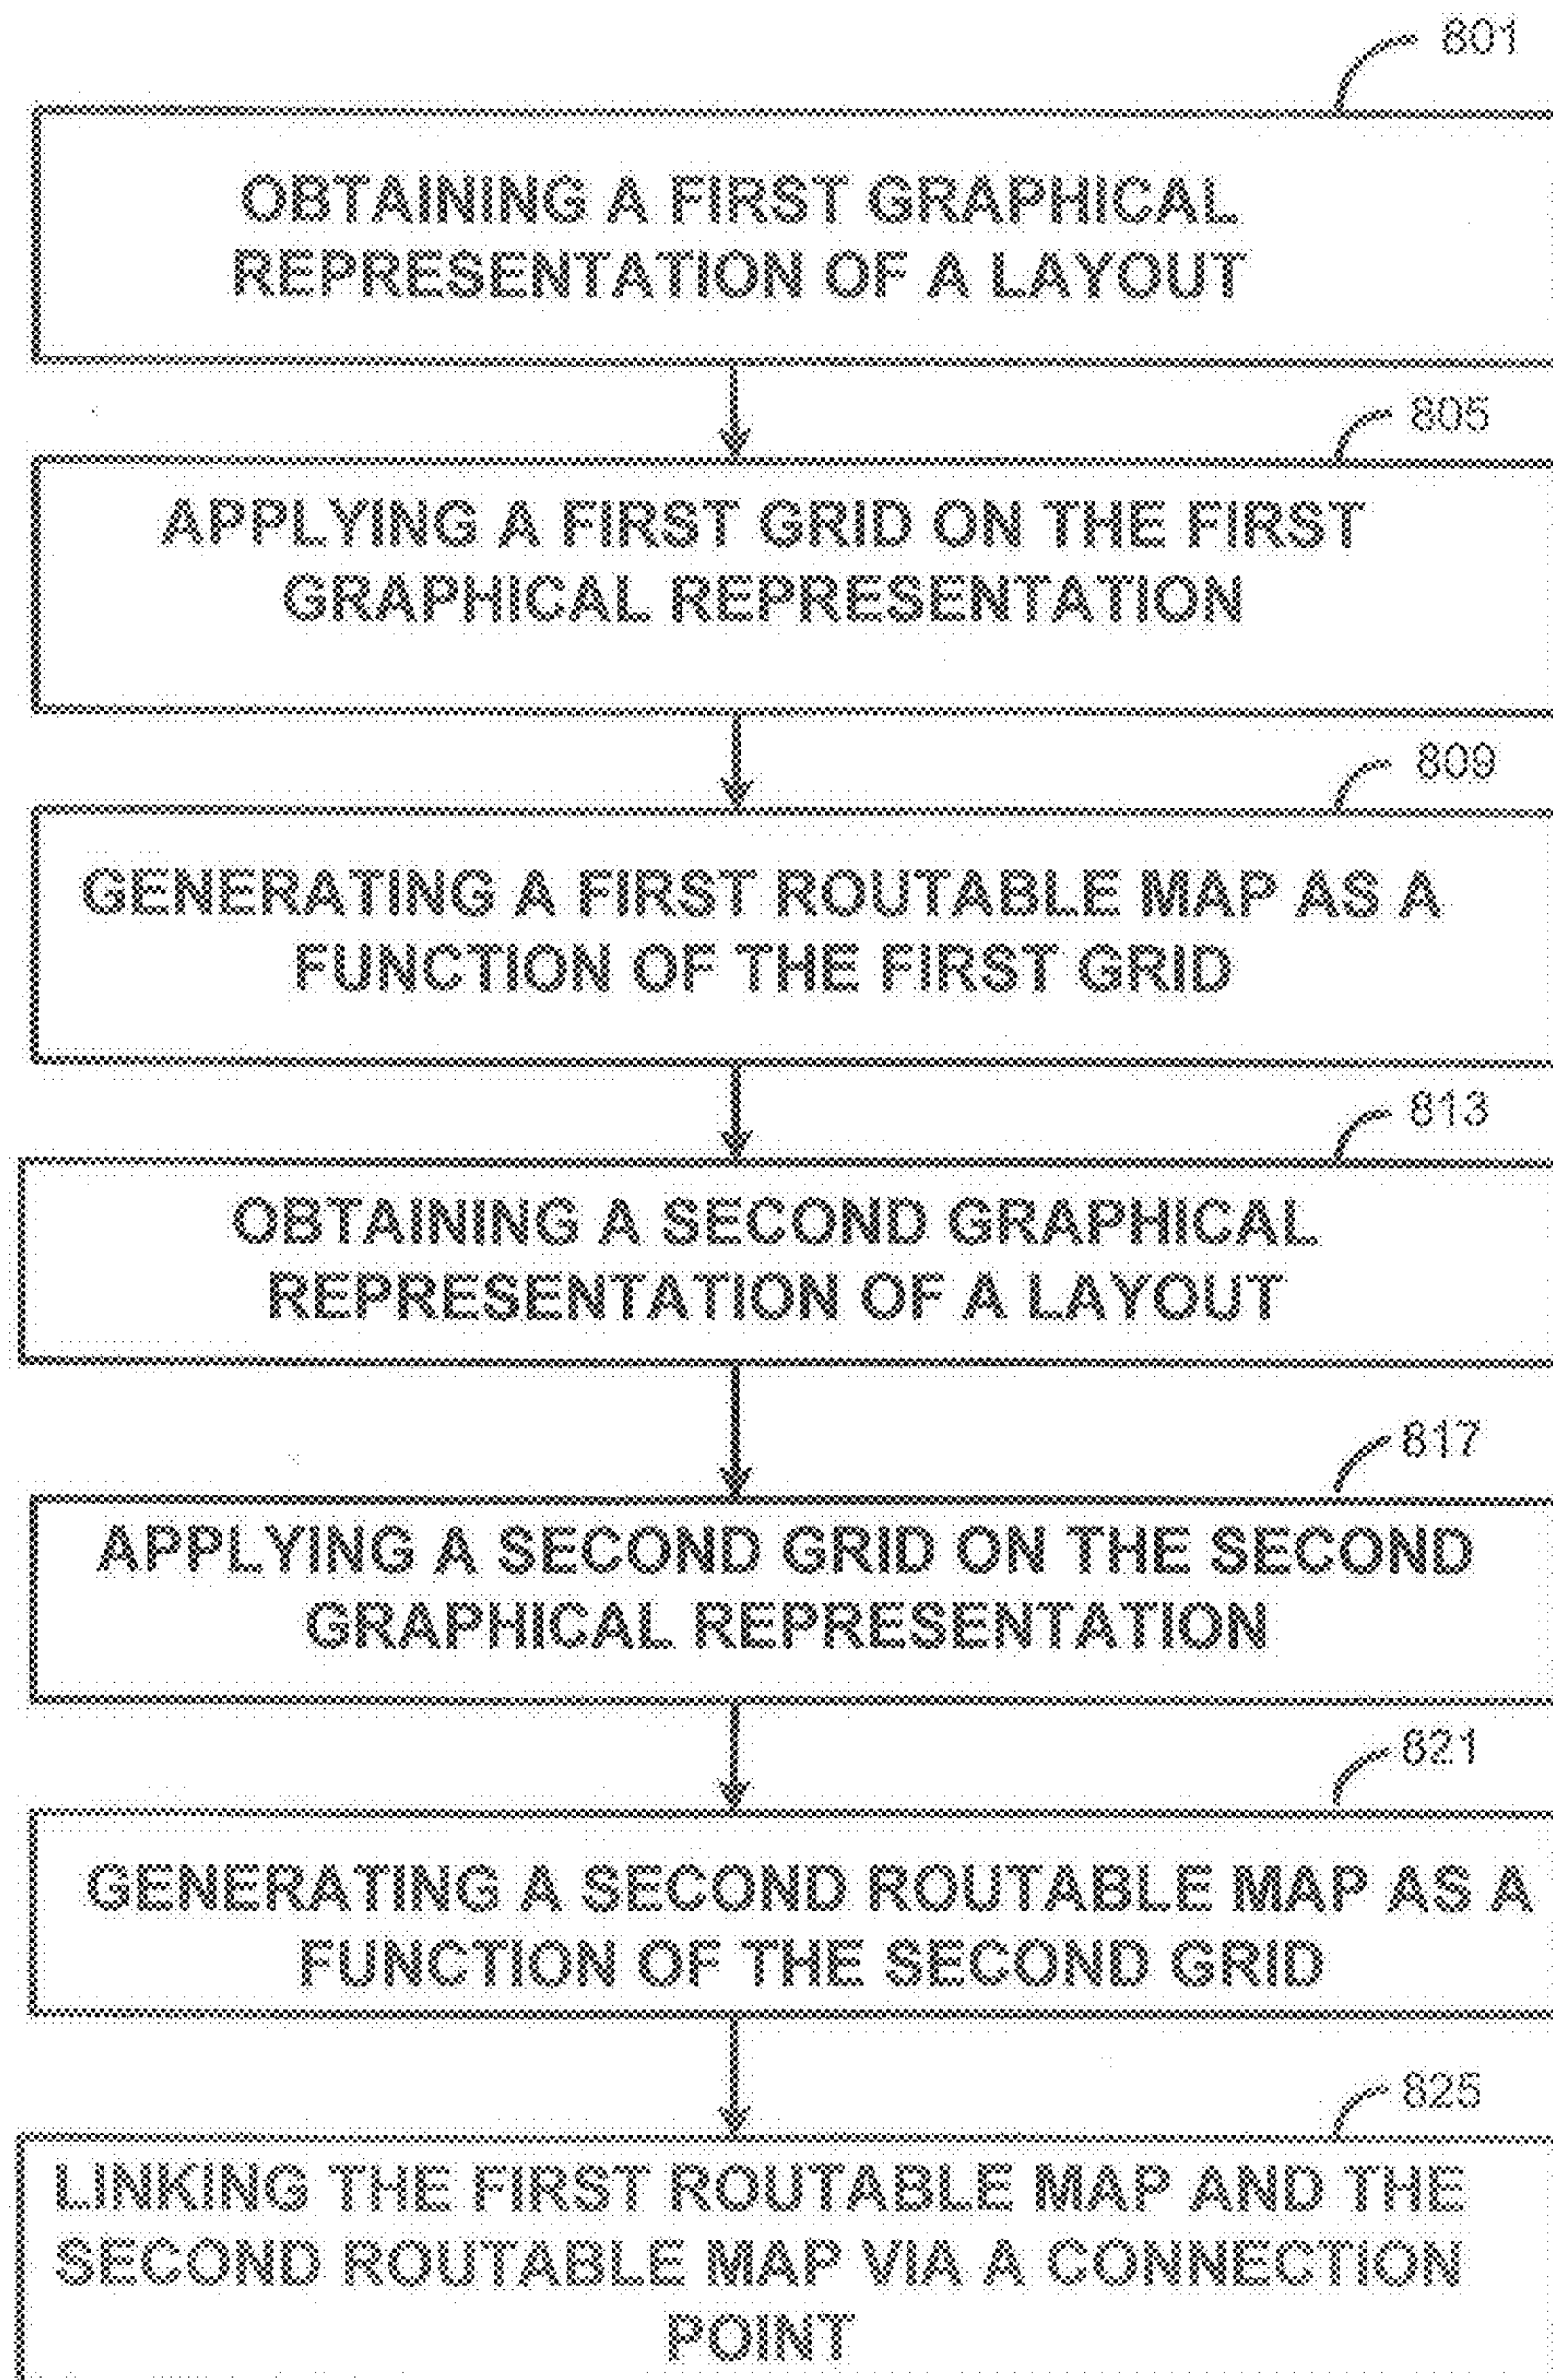 801
OBTAINING A FIRST GRAPHICAL
REPRESENTATION OF A LAYOUT
805
APPLYING A FIRST GRID ON THE FIRST
GRAPHICAL REPRESENTATION
809
GENERATING A FIRST ROUTABLE MAP AS A
FUNCTION OF THE FIRST GRID
813
OBTAINING A SECOND GRAPHICAL
REPRESENTATION OF A LAYOUT
817
APPLYING A SECOND GRID ON THE SECOND
GRAPHICAL REPRESENTATION
821
GENERATING A SECOND ROUTABLE MAP AS A
FUNCTION OF THE SECOND GRID
825
LINKING THE FIRST ROUTABLE MAP AND THE
SECOND ROUTABLE MAP VIA A CONNECTION
POINT